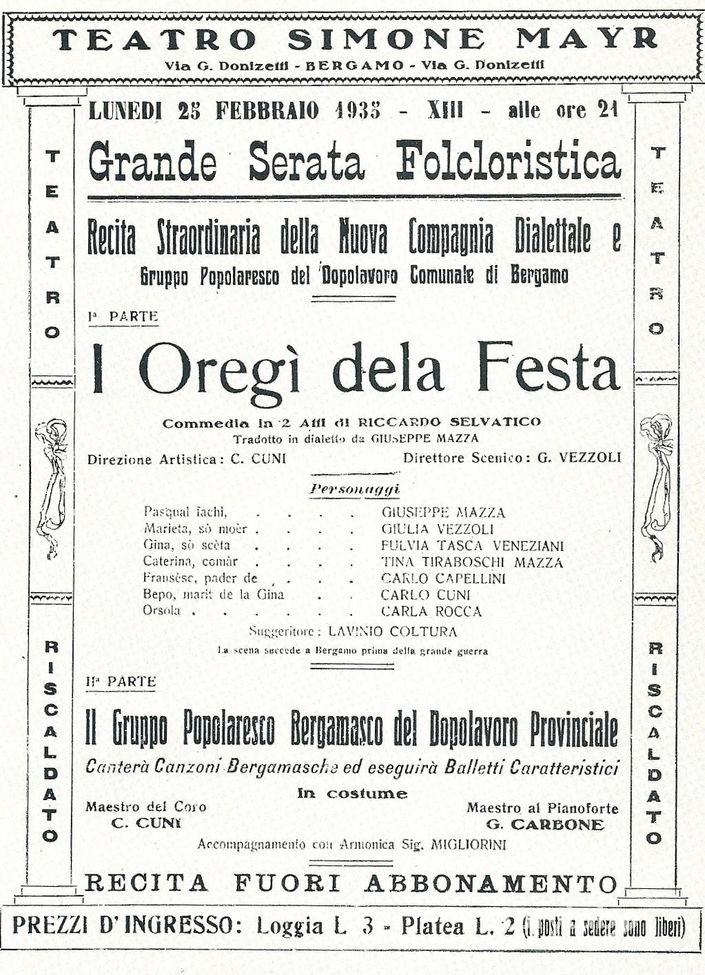 TEATRO SIMONE MAYR
Via G. Donizetti - BERGAMO - Via G. Donizetti
LUNEDI 25 FEBBRAIO 1935 - XIII - alle ore 21
Grande Serata Folcloristica
Recita Straordinaria della Nuova Compagnia Dialettale e
Gruppo Popolaresco del Dopolavoro Comunale di Bergamo
Iª PARTE
I Oregì dela Festa
Commedia in 2 Atti di RICCARDO SELVATICO
Tradotto in dialetto da GIUSEPPE MAZZA
Direzione Artistica: C. CUNI Direttore Scenico: G. VEZZOLI
Personaggi
Pasqual fachì, . . . . GIUSEPPE MAZZA
Marieta, sò moèr . . . . GIULIA VEZZOLI
Gina, sò scèta . . . . FULVIA TASCA VENEZIANI
Caterina, comàr . . . . TINA TIRABOSCHI MAZZA
Fransèsc, pader de . . . CARLO CAPELLINI
Bepo, marit de la Gina . . . CARLO CUNI
Orsola . . . . . . CARLA ROCCA
Suggeritore: LAVINIO COLTURA
La scena succede a Bergamo prima della grande guerra
IIª PARTE
Il Gruppo Popolaresco Bergamasco del Dopolavoro Provinciale
Canterà Canzoni Bergamasche ed eseguirà Balletti Caratteristici
in costume
Maestro del Coro Maestro al Pianoforte
C. CUNI G. CARBONE
Accompagnamento con Armonica Sig. MIGLIORINI
RECITA FUORI ABBONAMENTO
TEATRO
RISCALDATO
TEATRO
RISCALDATO
PREZZI D'INGRESSO: Loggia L 3 - Platea L. 2 (i posti a sedere sono liberi)